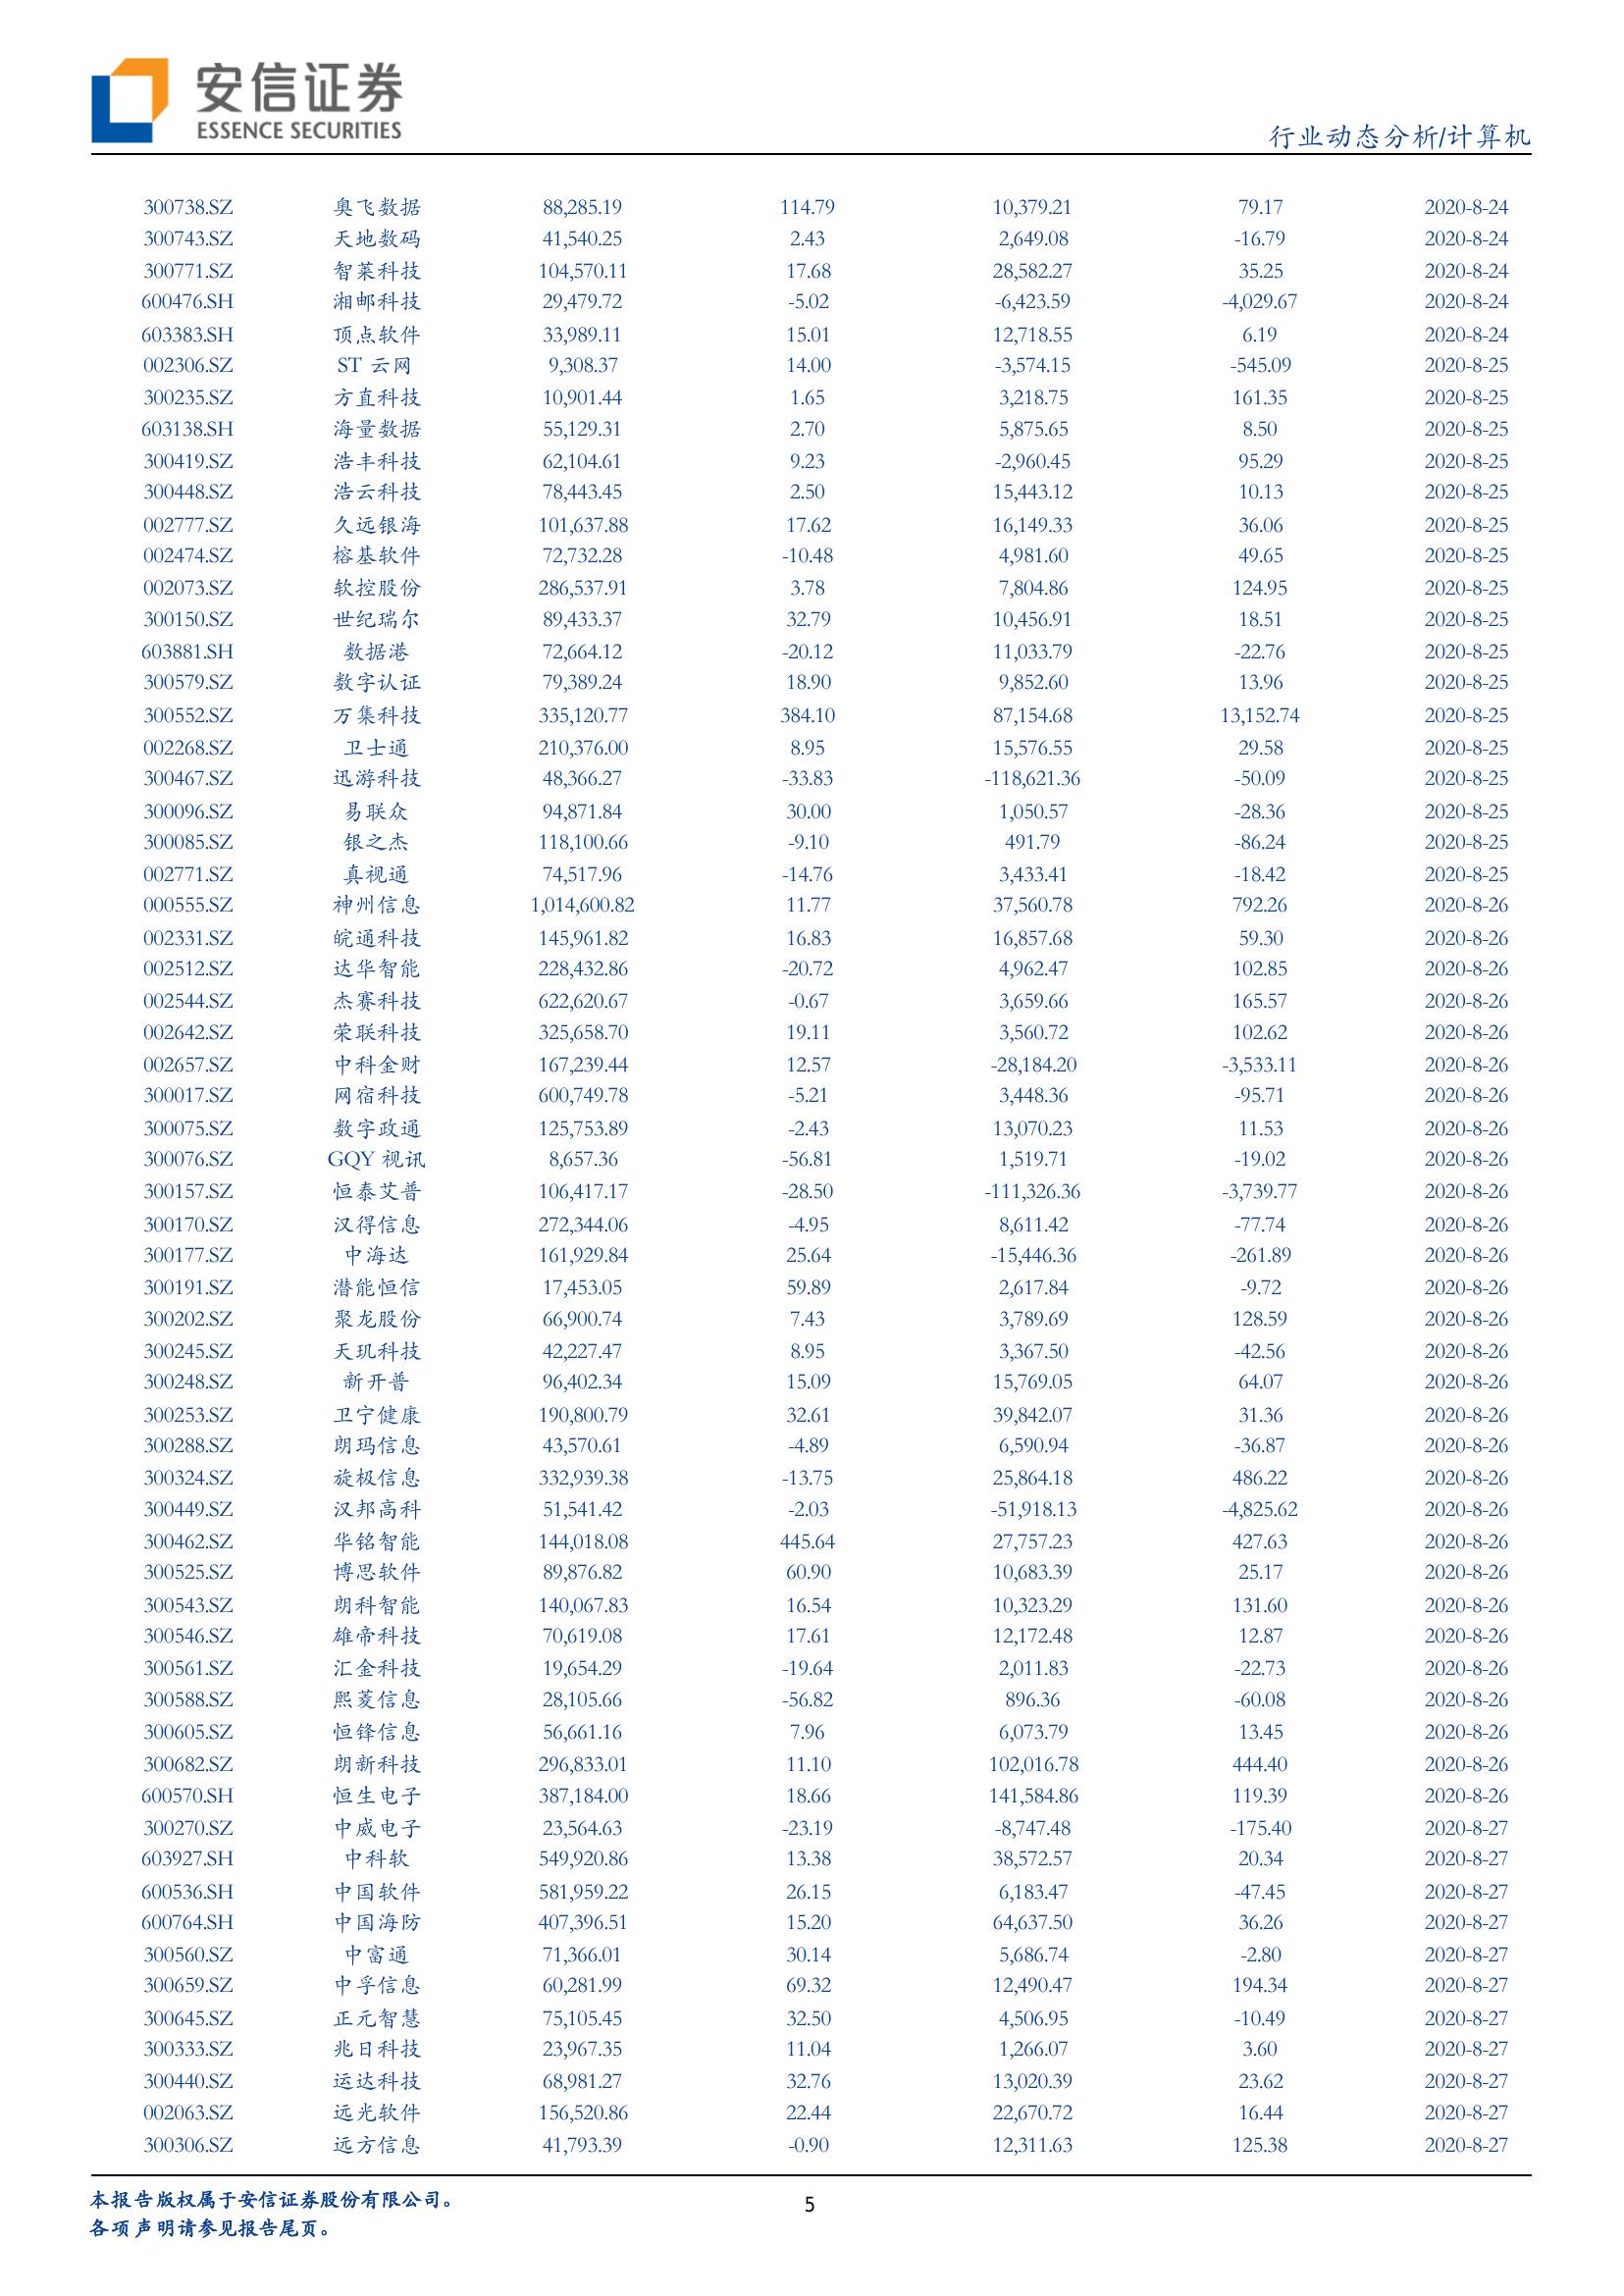 安信证券
ESSENCE SECURITIES
行业动态分析/计算机
300738.SZ 奥飞数据 88,285.19 114.79 10,379.21 79.17 2020-8-24
300743.SZ 天地数码 41,540.25 2.43 2,649.08 -16.79 2020-8-24
300771.SZ 智莱科技 104,570.11 17.68 28,582.27 35.25 2020-8-24
600476.SH 湘邮科技 29,479.72 -5.02 -6,423.59 -4,029.67 2020-8-24
603383.SH 顶点软件 33,989.11 15.01 12,718.55 6.19 2020-8-24
002306.SZ ST 云网 9,308.37 14.00 -3,574.15 -545.09 2020-8-25
300235.SZ 方直科技 10,901.44 1.65 3,218.75 161.35 2020-8-25
603138.SH 海量数据 55,129.31 2.70 5,875.65 8.50 2020-8-25
300419.SZ 浩丰科技 62,104.61 9.23 -2,960.45 95.29 2020-8-25
300448.SZ 浩云科技 78,443.45 2.50 15,443.12 10.13 2020-8-25
002777.SZ 久远银海 101,637.88 17.62 16,149.33 36.06 2020-8-25
002474.SZ 榕基软件 72,732.28 -10.48 4,981.60 49.65 2020-8-25
002073.SZ 软控股份 286,537.91 3.78 7,804.86 124.95 2020-8-25
300150.SZ 世纪瑞尔 89,433.37 32.79 10,456.91 18.51 2020-8-25
603881.SH 数据港 72,664.12 -20.12 11,033.79 -22.76 2020-8-25
300579.SZ 数字认证 79,389.24 18.90 9,852.60 13.96 2020-8-25
300552.SZ 万集科技 335,120.77 384.10 87,154.68 13,152.74 2020-8-25
002268.SZ 卫士通 210,376.00 8.95 15,576.55 29.58 2020-8-25
300467.SZ 迅游科技 48,366.27 -33.83 -118,621.36 -50.09 2020-8-25
300096.SZ 易联众 94,871.84 30.00 1,050.57 -28.36 2020-8-25
300085.SZ 银之杰 118,100.66 -9.10 491.79 -86.24 2020-8-25
002771.SZ 真视通 74,517.96 -14.76 3,433.41 -18.42 2020-8-25
000555.SZ 神州信息 1,014,600.82 11.77 37,560.78 792.26 2020-8-26
002331.SZ 皖通科技 145,961.82 16.83 16,857.68 59.30 2020-8-26
002512.SZ 达华智能 228,432.86 -20.72 4,962.47 102.85 2020-8-26
002544.SZ 杰赛科技 622,620.67 -0.67 3,659.66 165.57 2020-8-26
002642.SZ 荣联科技 325,658.70 19.11 3,560.72 102.62 2020-8-26
002657.SZ 中科金财 167,239.44 12.57 -28,184.20 -3,533.11 2020-8-26
300017.SZ 网宿科技 600,749.78 -5.21 3,448.36 -95.71 2020-8-26
300075.SZ 数字政通 125,753.89 -2.43 13,070.23 11.53 2020-8-26
300076.SZ GQY 视讯 8,657.36 -56.81 1,519.71 -19.02 2020-8-26
300157.SZ 恒泰艾普 106,417.17 -28.50 -111,326.36 -3,739.77 2020-8-26
300170.SZ 汉得信息 272,344.06 -4.95 8,611.42 -77.74 2020-8-26
300177.SZ 中海达 161,929.84 25.64 -15,446.36 -261.89 2020-8-26
300191.SZ 潜能恒信 17,453.05 59.89 2,617.84 -9.72 2020-8-26
300202.SZ 聚龙股份 66,900.74 7.43 3,789.69 128.59 2020-8-26
300245.SZ 天玑科技 42,227.47 8.95 3,367.50 -42.56 2020-8-26
300248.SZ 新开普 96,402.34 15.09 15,769.05 64.07 2020-8-26
300253.SZ 卫宁健康 190,800.79 32.61 39,842.07 31.36 2020-8-26
300288.SZ 朗玛信息 43,570.61 -4.89 6,590.94 -36.87 2020-8-26
300324.SZ 旋极信息 332,939.38 -13.75 25,864.18 486.22 2020-8-26
300449.SZ 汉邦高科 51,541.42 -2.03 -51,918.13 -4,825.62 2020-8-26
300462.SZ 华铭智能 144,018.08 445.64 27,757.23 427.63 2020-8-26
300525.SZ 博思软件 89,876.82 60.90 10,683.39 25.17 2020-8-26
300543.SZ 朗科智能 140,067.83 16.54 10,323.29 131.60 2020-8-26
300546.SZ 雄帝科技 70,619.08 17.61 12,172.48 12.87 2020-8-26
300561.SZ 汇金科技 19,654.29 -19.64 2,011.83 -22.73 2020-8-26
300588.SZ 熙菱信息 28,105.66 -56.82 896.36 -60.08 2020-8-26
300605.SZ 恒锋信息 56,661.16 7.96 6,073.79 13.45 2020-8-26
300682.SZ 朗新科技 296,833.01 11.10 102,016.78 444.40 2020-8-26
600570.SH 恒生电子 387,184.00 18.66 141,584.86 119.39 2020-8-26
300270.SZ 中威电子 23,564.63 -23.19 -8,747.48 -175.40 2020-8-27
603927.SH 中科软 549,920.86 13.38 38,572.57 20.34 2020-8-27
600536.SH 中国软件 581,959.22 26.15 6,183.47 -47.45 2020-8-27
600764.SH 中国海防 407,396.51 15.20 64,637.50 36.26 2020-8-27
300560.SZ 中富通 71,366.01 30.14 5,686.74 -2.80 2020-8-27
300659.SZ 中孚信息 60,281.99 69.32 12,490.47 194.34 2020-8-27
300645.SZ 正元智慧 75,105.45 32.50 4,506.95 -10.49 2020-8-27
300333.SZ 兆日科技 23,967.35 11.04 1,266.07 3.60 2020-8-27
300440.SZ 运达科技 68,981.27 32.76 13,020.39 23.62 2020-8-27
002063.SZ 远光软件 156,520.86 22.44 22,670.72 16.44 2020-8-27
300306.SZ 远方信息 41,793.39 -0.90 12,311.63 125.38 2020-8-27
本报告版权属于安信证券股份有限公司。
各项声明请参见报告尾页。
5